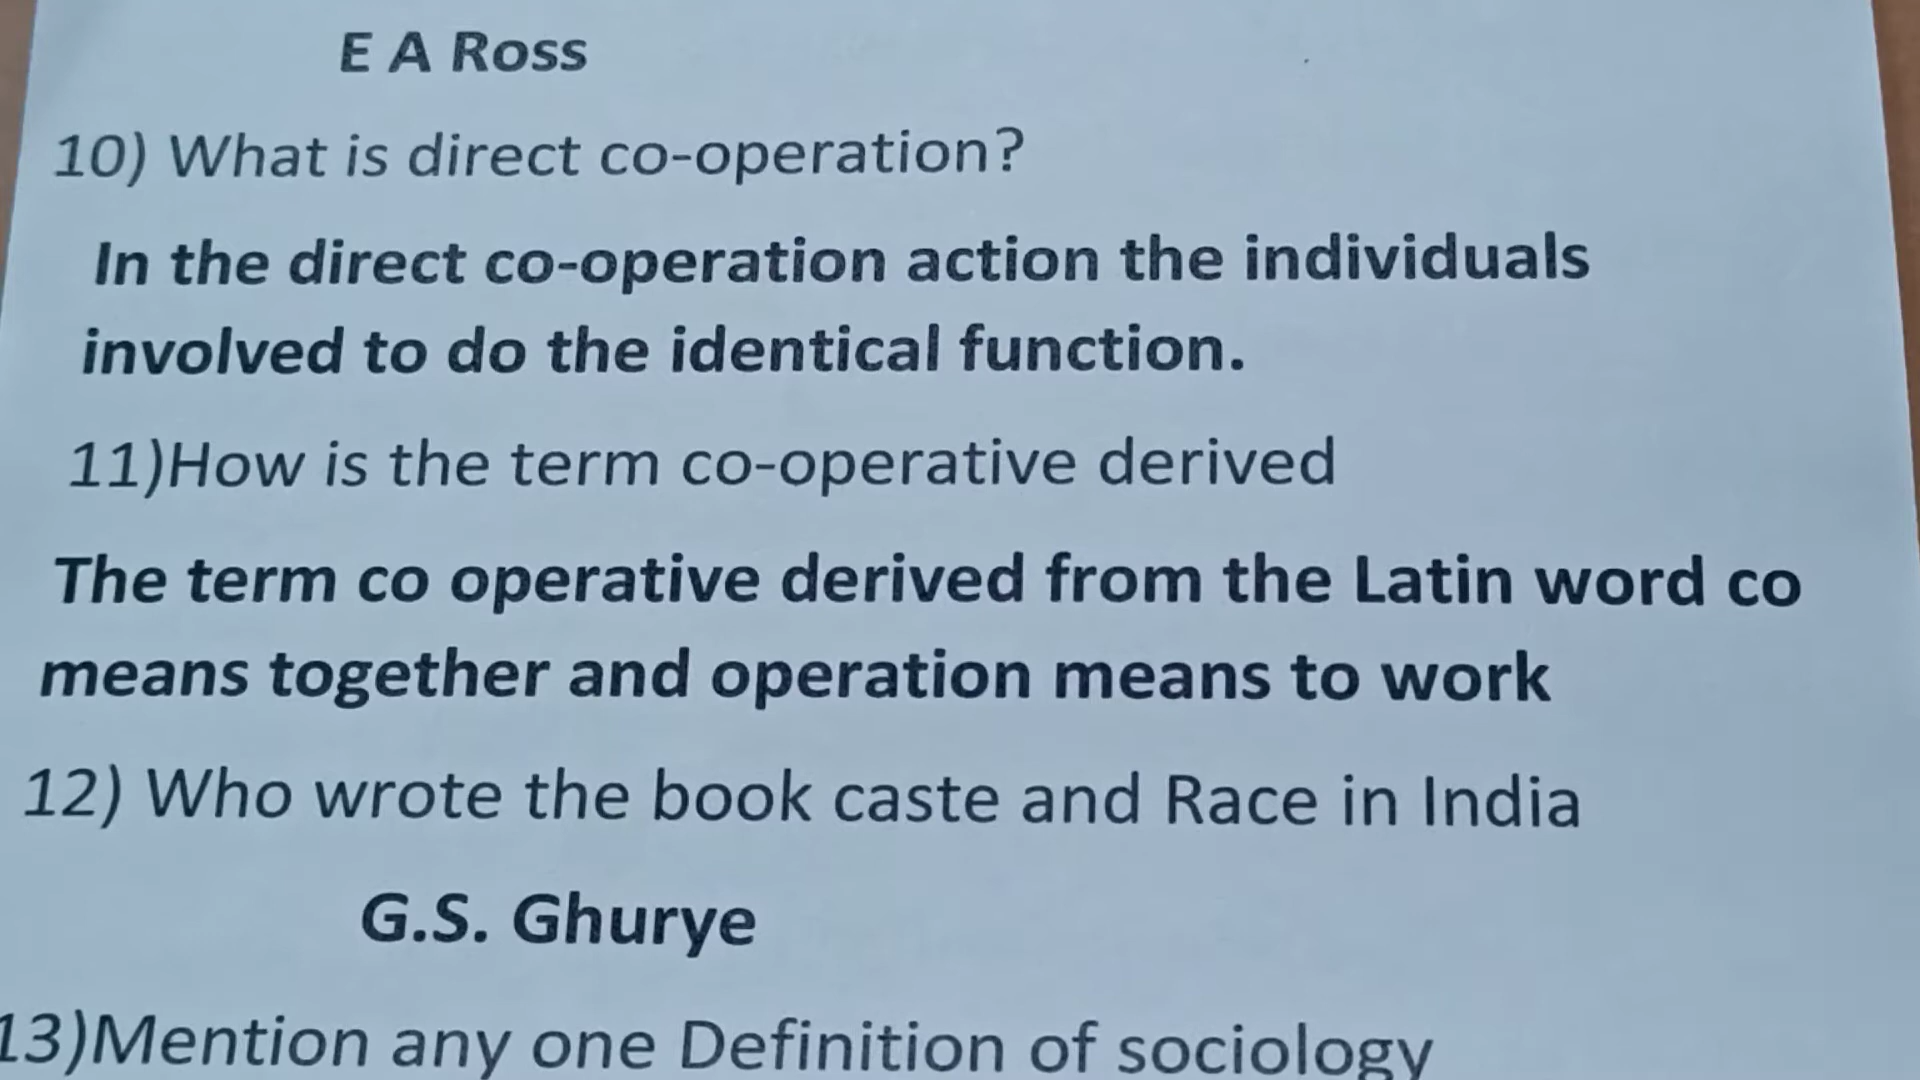 E A Ross
10) What is direct co-operation?
In the direct co-operation action the individuals
involved to do the identical function.
11)How is the term co-operative derived
The term co operative derived from the Latin word co
means together and operation means to work
12) Who wrote the book caste and Race in India
G.S. Ghurye
13)Mention any one Definition of sociology